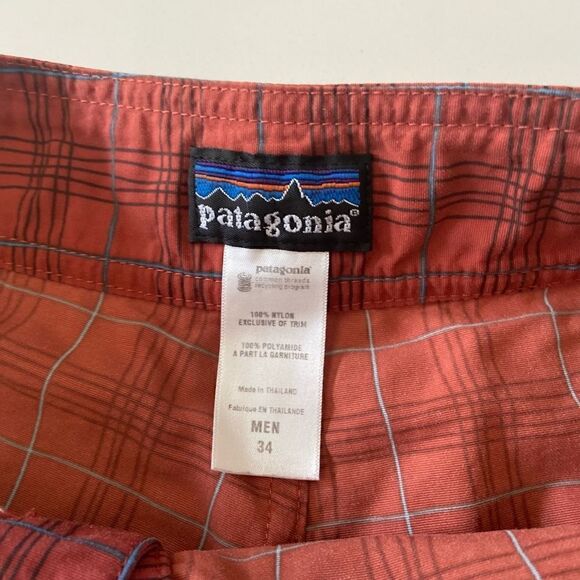 patagonia®
patagonia®
common threads
recycling program
100% NYLON
EXCLUSIVE OF TRIM
100% POLYAMIDE
A PART LA GARNITURE
Made in THAILAND
Fabriqué EN THAILANDE
MEN
34